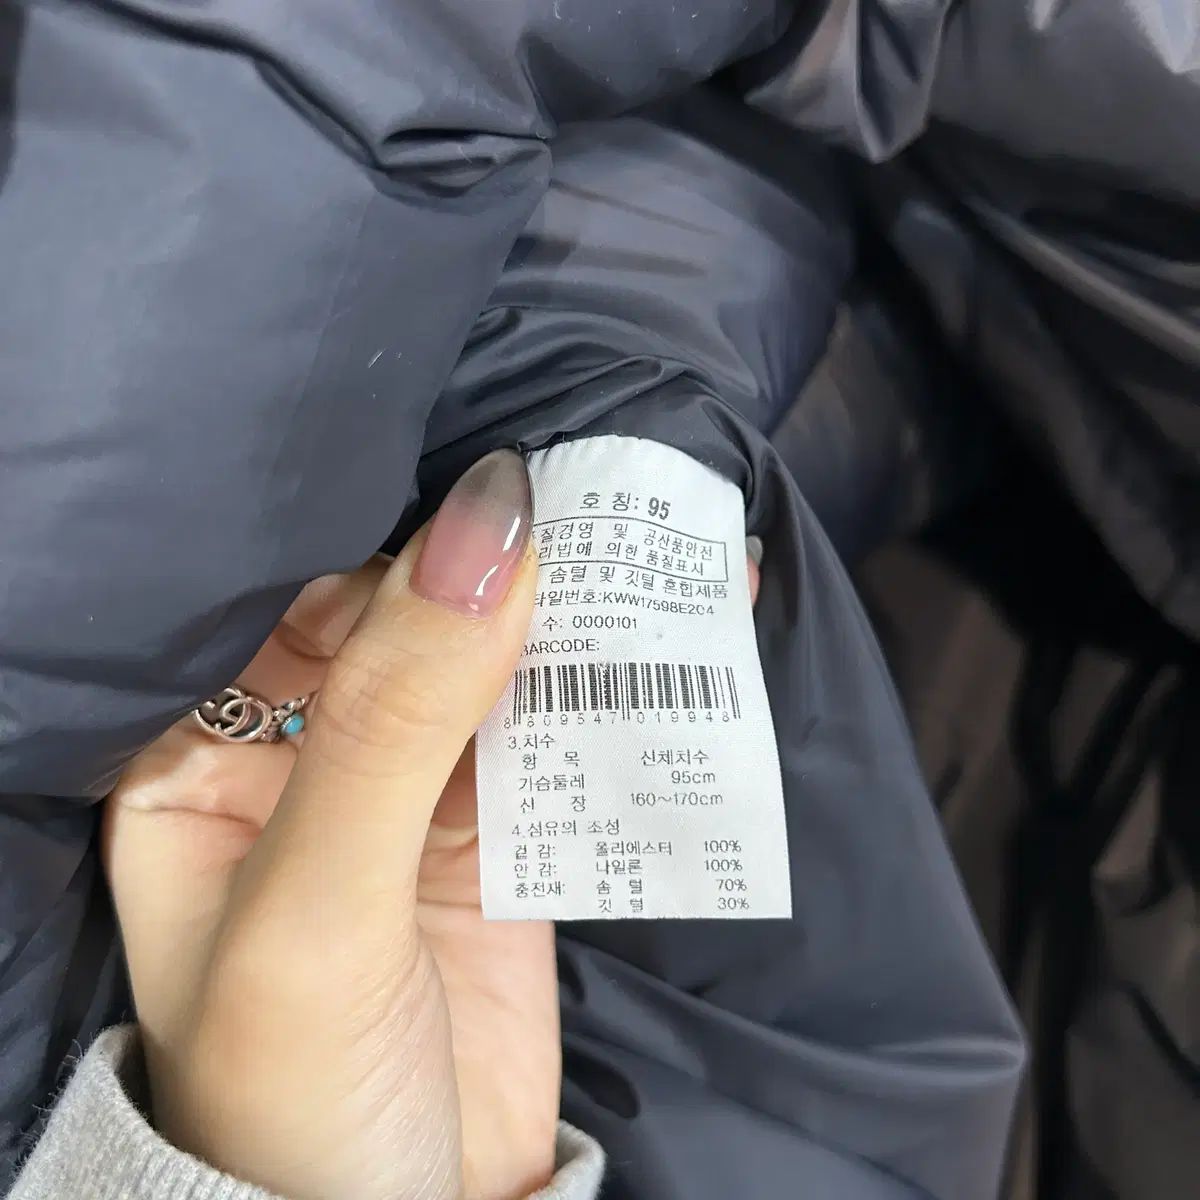 호 칭: 95
질경영 및 공산품안전
리법에 의한 품질표시
솜털 및 깃털 혼합제품
타일번호:KWW17598E204
수: 0000101
BARCODE:
8 809547 019948
3.치수
항 목 신체치수
가슴둘레 95cm
신 장 160~170cm
4.섬유의 조성
겉 감: 폴리에스터 100%
안 감: 나일론 100%
충전재: 솜 털 70%
깃 털 30%